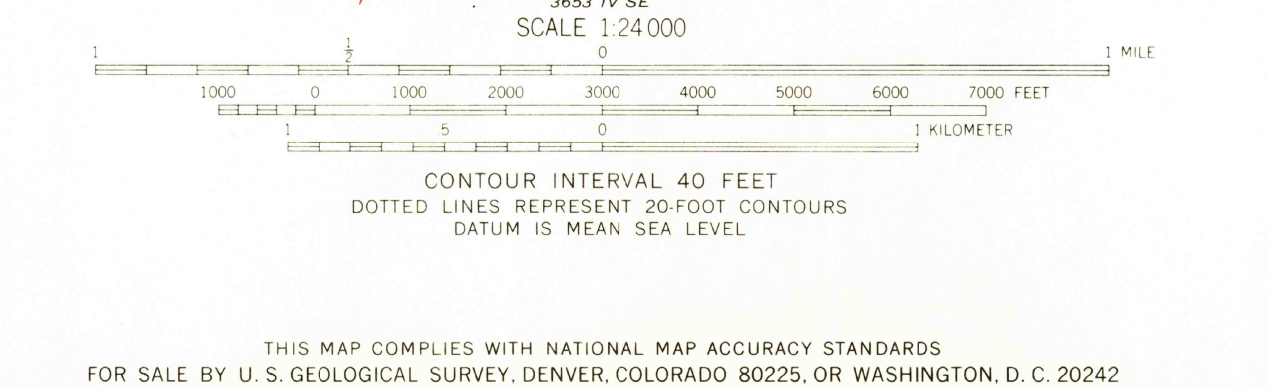 3653 IV SE
SCALE 1:24 000
1 1/2 0 1 MILE
1000 0 1000 2000 3000 4000 5000 6000 7000 FEET
1 .5 0 1 KILOMETER
CONTOUR INTERVAL 40 FEET
DOTTED LINES REPRESENT 20-FOOT CONTOURS
DATUM IS MEAN SEA LEVEL
THIS MAP COMPLIES WITH NATIONAL MAP ACCURACY STANDARDS
FOR SALE BY U. S. GEOLOGICAL SURVEY, DENVER, COLORADO 80225, OR WASHINGTON, D. C. 20242